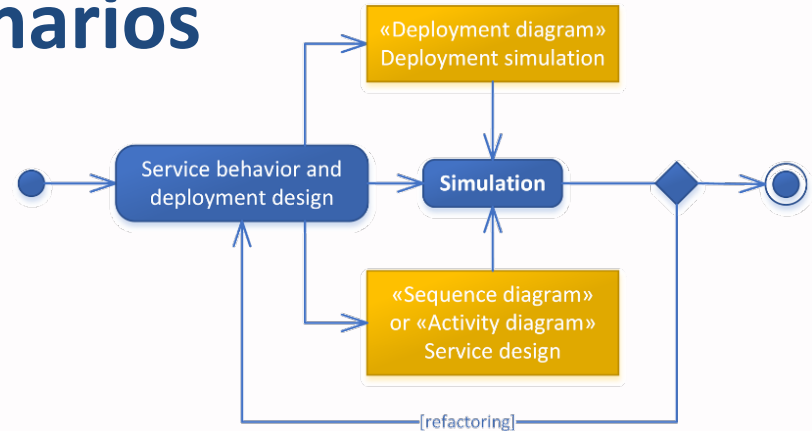 narios
«Deployment diagram»
Deployment simulation
Service behavior and
deployment design
Simulation
«Sequence diagram»
or «Activity diagram»
Service design
[refactoring]